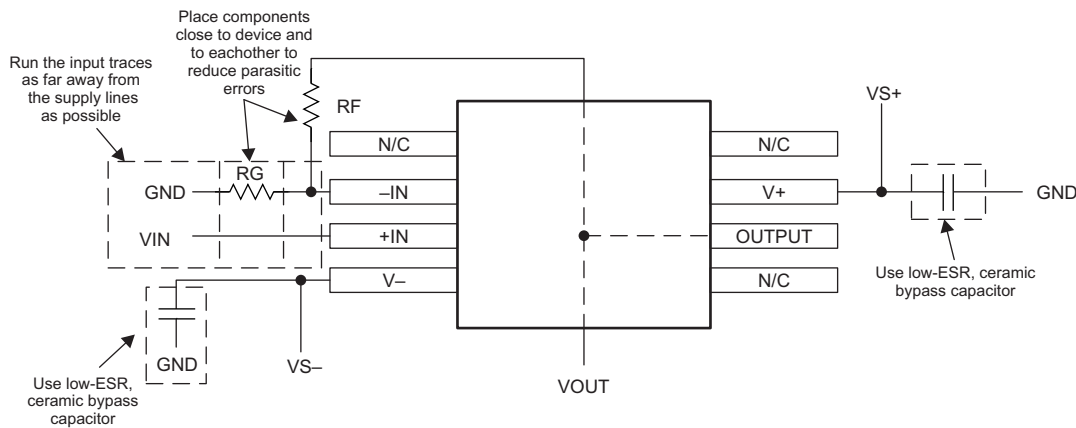 Place components
close to device and
to eachother to
reduce parasitic
errors
Run the input traces
as far away from
the supply lines
as possible
RF
VS+
N/C
N/C
RG
GND
–IN
V+
GND
VIN
+IN
OUTPUT
V–
N/C
Use low-ESR, ceramic
bypass capacitor
GND
VS–
VOUT
Use low-ESR,
ceramic bypass
capacitor